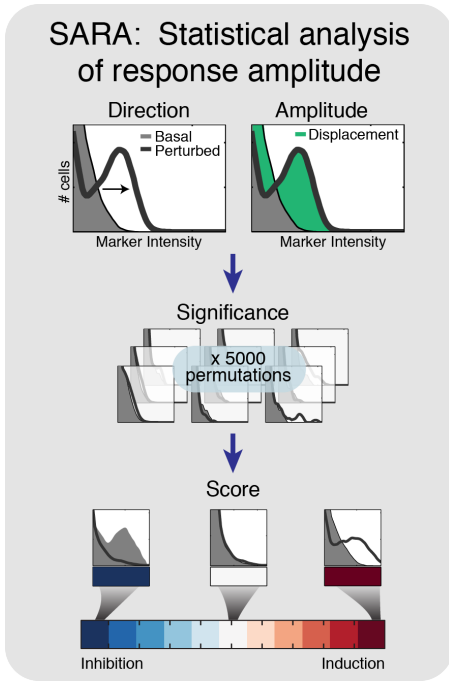 SARA: Statistical analysis
of response amplitude
Direction
Amplitude
Basal
Perturbed
Displacement
# cells
Marker Intensity
Marker Intensity
Significance
x 5000
permutations
Score
Inhibition
Induction